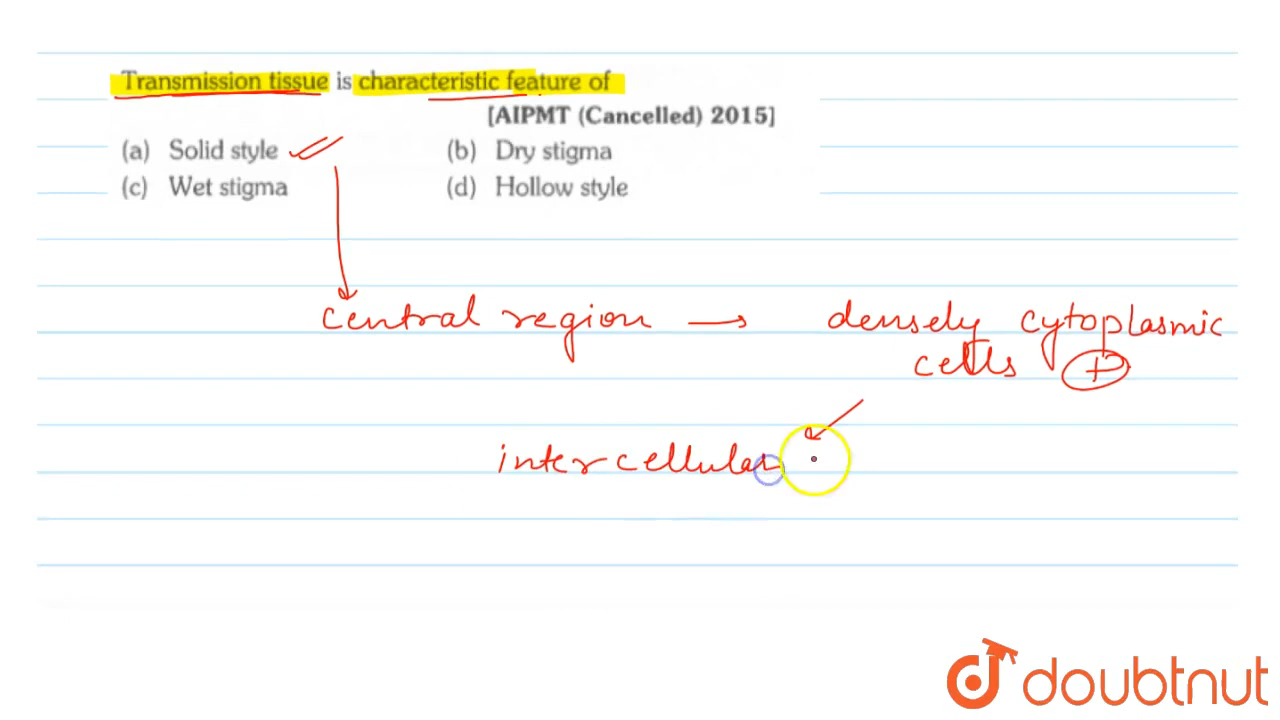 Transmission tissue is characteristic feature of
[AIPMT (Cancelled) 2015]
(a) Solid style (b) Dry stigma
(c) Wet stigma (d) Hollow style
central region → densely cytoplasmic
cells
intercellular
doubtnut